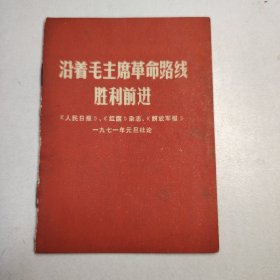 沿着毛主席革命路线
胜利前进
《人民日报》、《红旗》杂志、《解放军报》
一九七一年元旦社论